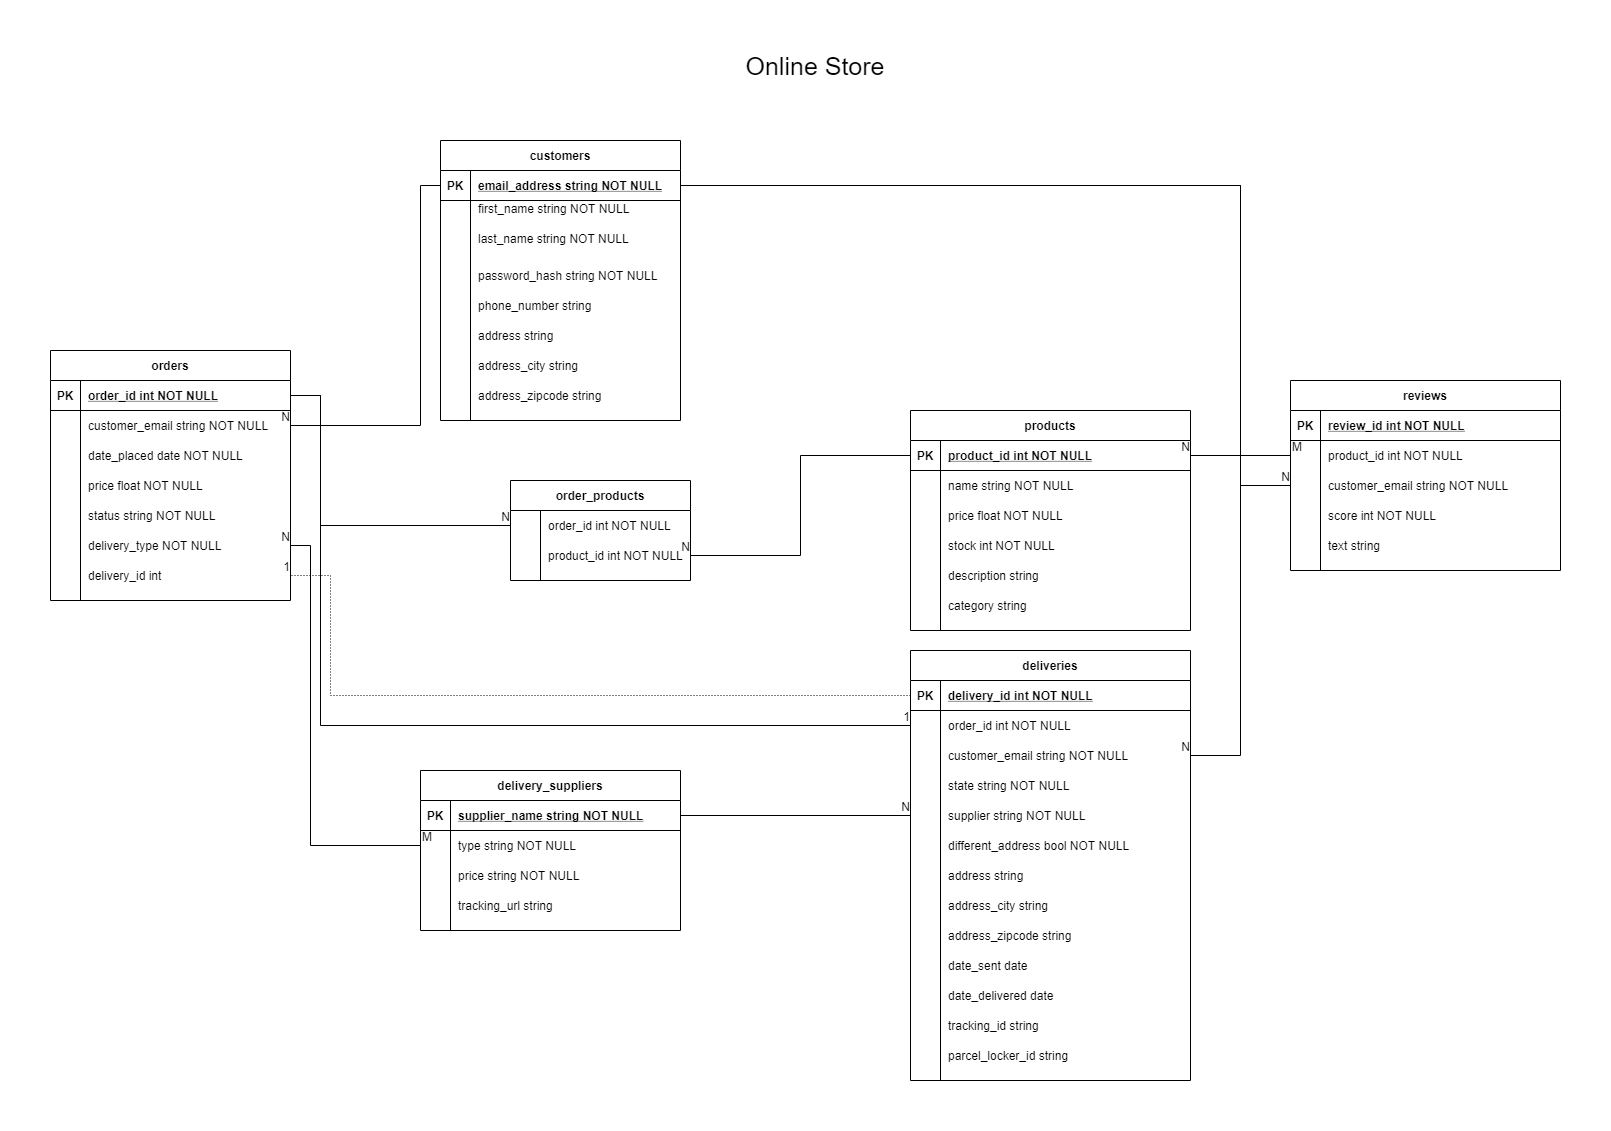 Online Store
customers
PK email_address string NOT NULL
first_name string NOT NULL
last_name string NOT NULL
password_hash string NOT NULL
phone_number string
address string
address_city string
address_zipcode string
orders
PK order_id int NOT NULL
N
customer_email string NOT NULL
date_placed date NOT NULL
price float NOT NULL
status string NOT NULL
N
delivery_type NOT NULL
1
delivery_id int
order_products
N
order_id int NOT NULL
product_id int NOT NULL
N
products
PK product_id int NOT NULL
N
name string NOT NULL
price float NOT NULL
stock int NOT NULL
description string
category string
reviews
PK review_id int NOT NULL
M
product_id int NOT NULL
N
customer_email string NOT NULL
score int NOT NULL
text string
deliveries
PK delivery_id int NOT NULL
1
order_id int NOT NULL
N
customer_email string NOT NULL
state string NOT NULL
N
supplier string NOT NULL
different_address bool NOT NULL
address string
address_city string
address_zipcode string
date_sent date
date_delivered date
tracking_id string
parcel_locker_id string
delivery_suppliers
PK supplier_name string NOT NULL
M
type string NOT NULL
price string NOT NULL
tracking_url string